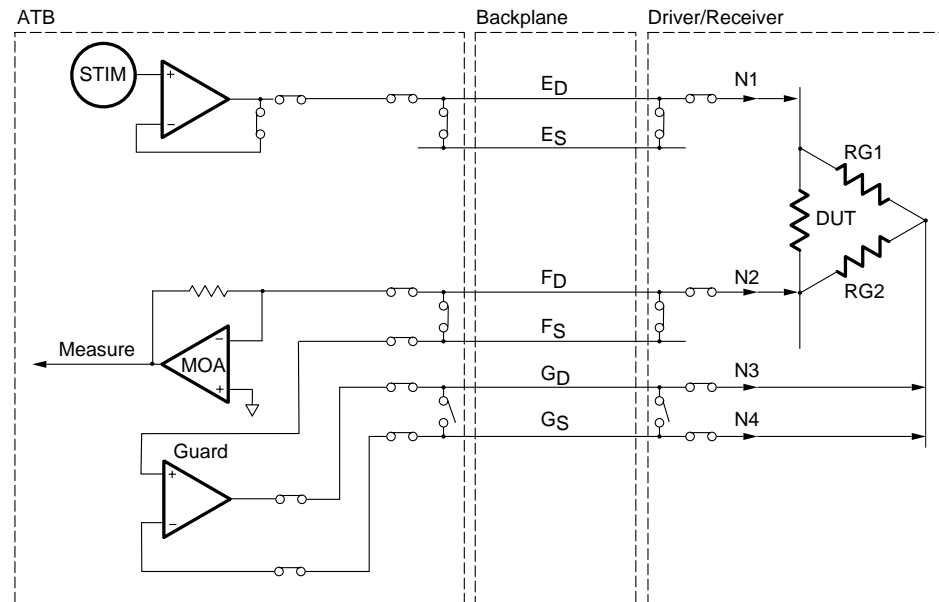 ATB
Backplane
Driver/Receiver
STIM
+
−
ED
N1
ES
RG1
DUT
FD
N2
RG2
FS
Measure
−
MOA
+
GD
N3
GS
N4
Guard
+
−